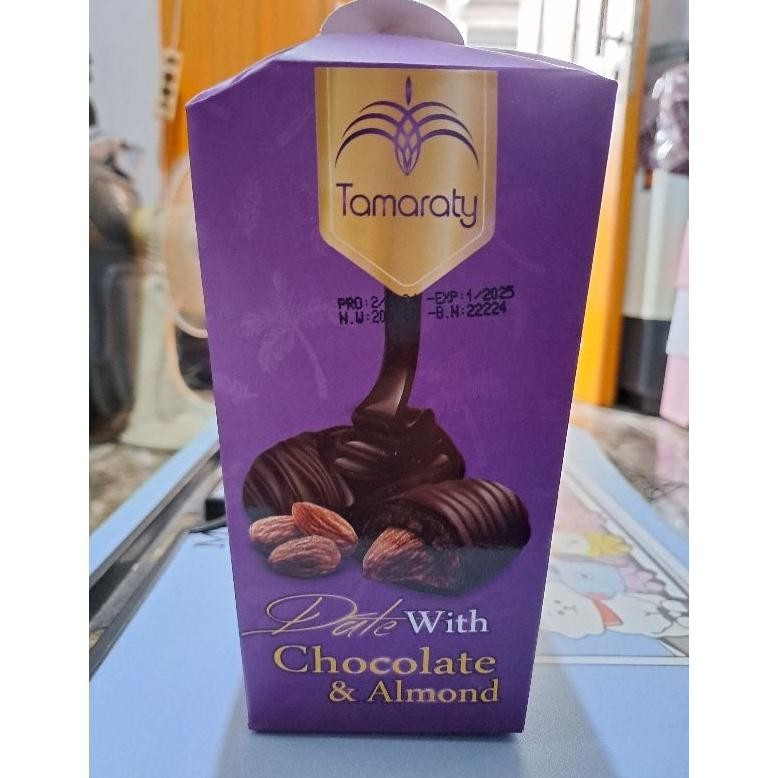 Tamaraty
-EXP:1/2025
-B.N:22224
Date With
Chocolate
& Almond